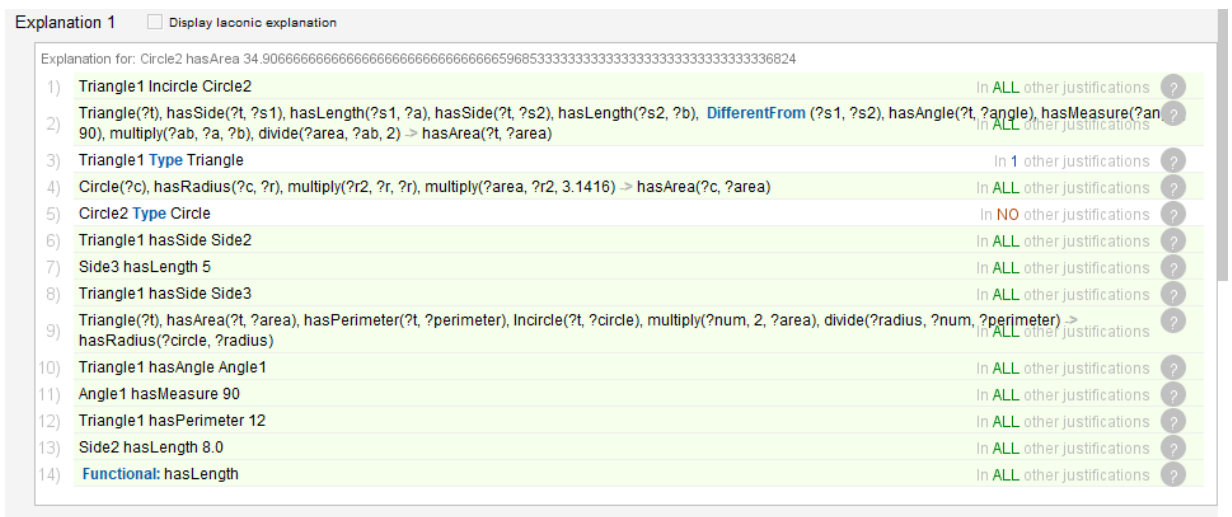 Explanation 1 Display laconic explanation
Explanation for: Circle2 hasArea 34.906666666666666666666666666666596853333333333333333333333333333336824
1) Triangle1 Incircle Circle2 In ALL other justifications ?
2) Triangle(?t), hasSide(?t, ?s1), hasLength(?s1, ?a), hasSide(?t, ?s2), hasLength(?s2, ?b), DifferentFrom (?s1, ?s2), hasAngle(?t, ?angle), hasMeasure(?an ?
90), multiply(?ab, ?a, ?b), divide(?area, ?ab, 2) -> hasArea(?t, ?area) In ALL other justifications
3) Triangle1 Type Triangle In 1 other justifications ?
4) Circle(?c), hasRadius(?c, ?r), multiply(?r2, ?r, ?r), multiply(?area, ?r2, 3.1416) -> hasArea(?c, ?area) In ALL other justifications ?
5) Circle2 Type Circle In NO other justifications ?
6) Triangle1 hasSide Side2 In ALL other justifications ?
7) Side3 hasLength 5 In ALL other justifications ?
8) Triangle1 hasSide Side3 In ALL other justifications ?
9) Triangle(?t), hasArea(?t, ?area), hasPerimeter(?t, ?perimeter), Incircle(?t, ?circle), multiply(?num, 2, ?area), divide(?radius, ?num, ?perimeter) -> ?
hasRadius(?circle, ?radius) In ALL other justifications
10) Triangle1 hasAngle Angle1 In ALL other justifications ?
11) Angle1 hasMeasure 90 In ALL other justifications ?
12) Triangle1 hasPerimeter 12 In ALL other justifications ?
13) Side2 hasLength 8.0 In ALL other justifications ?
14) Functional: hasLength In ALL other justifications ?